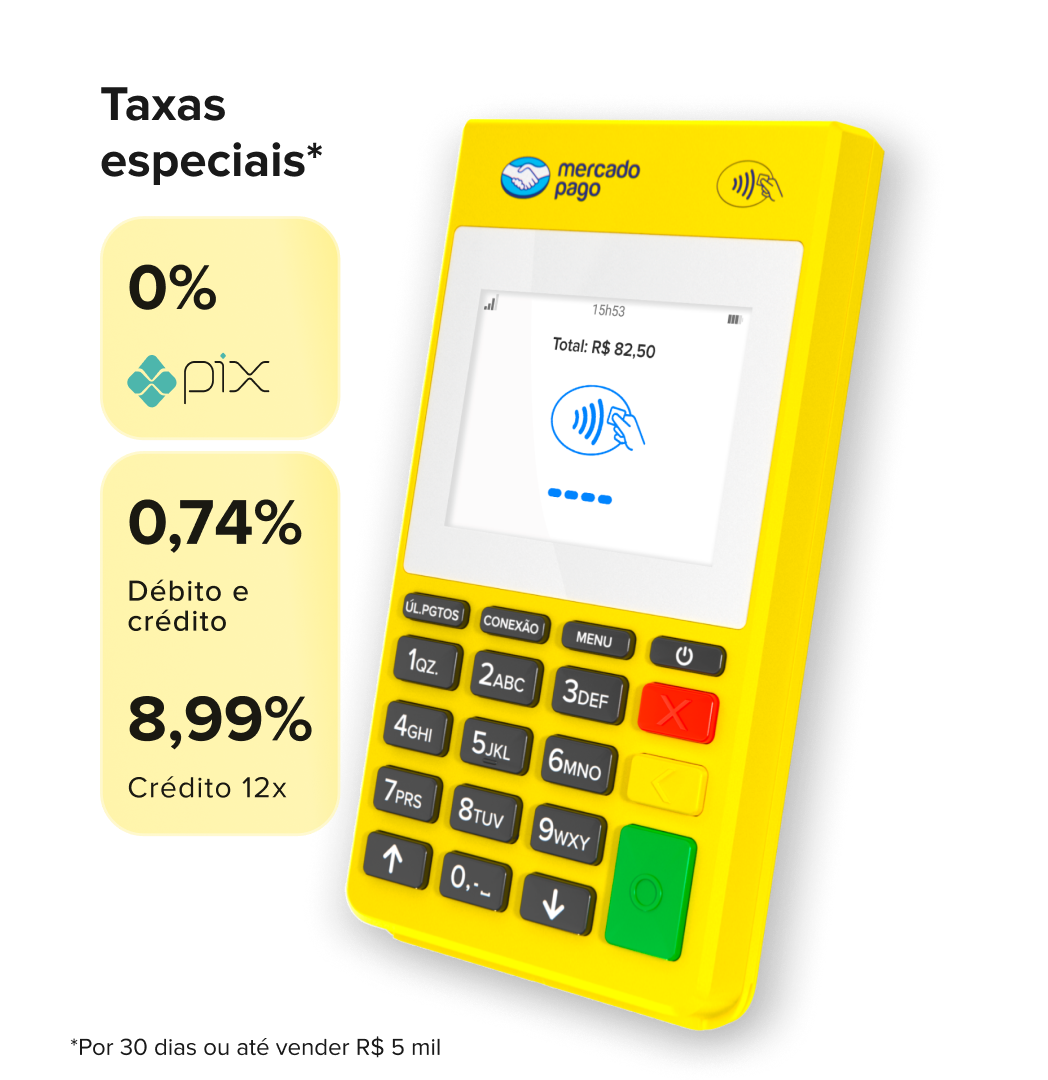 Taxas
especiais*
0%
pix
0,74%
Débito e
crédito
8,99%
Crédito 12x
mercado
pago
15h53
Total: R$ 82,50
ÚL.PGTOS
CONEXÃO
MENU
1QZ.
2ABC
3DEF
4GHI
5JKL
6MNO
7PRS
8TUV
9WXY
0,-⎵
*Por 30 dias ou até vender R$ 5 mil